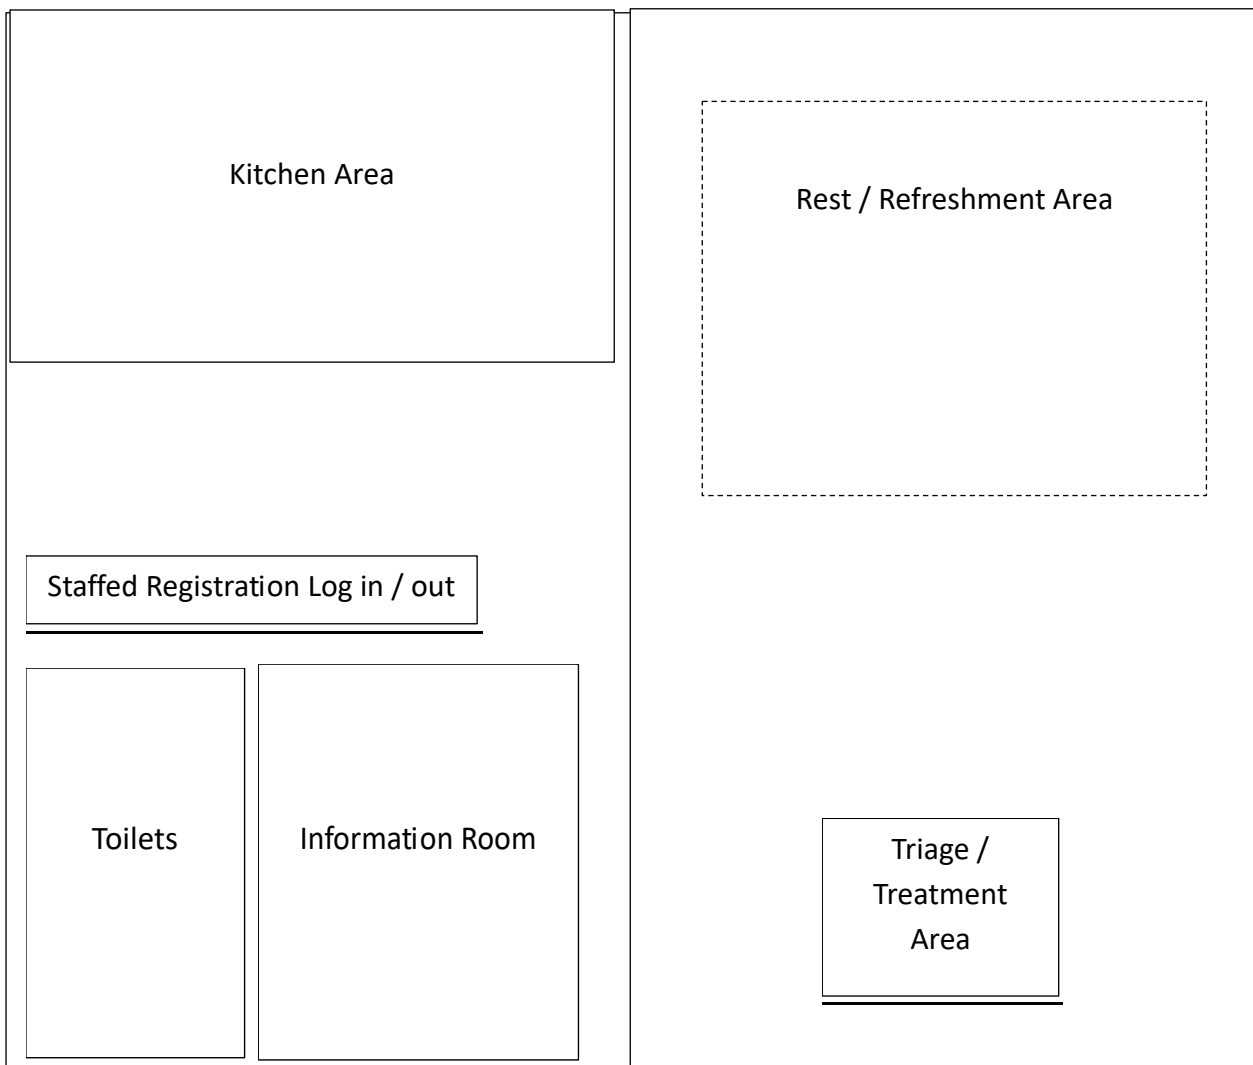 Kitchen Area
Rest / Refreshment Area
Staffed Registration Log in / out
Toilets
Information Room
Triage /
Treatment
Area